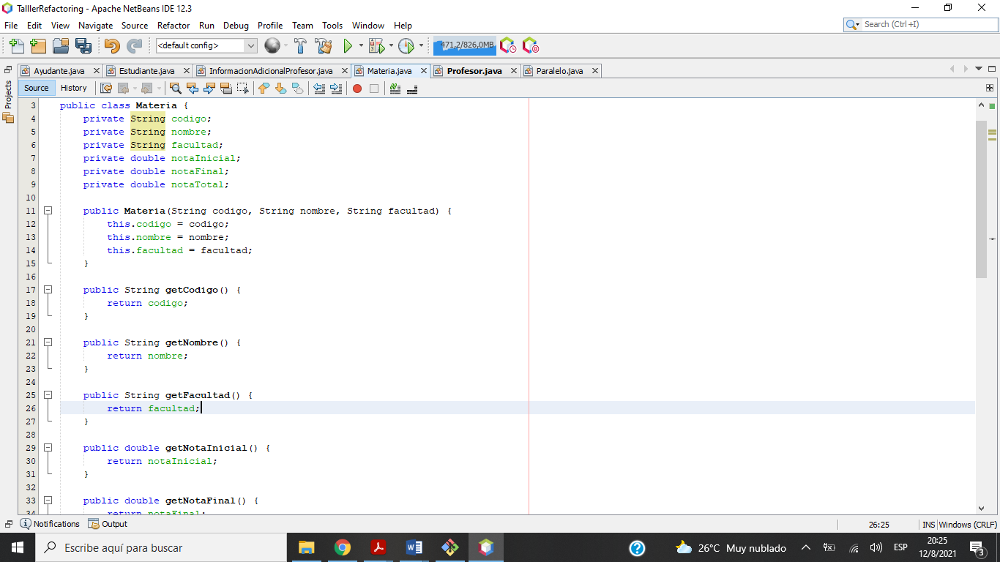 TalllerRefactoring - Apache NetBeans IDE 12.3
File Edit View Navigate Source Refactor Run Debug Profile Team Tools Window Help
Search (Ctrl+I)
<default config>
471,2/826,0MB
Ayudante.java Estudiante.java InformacionAdicionalProfesor.java Materia.java Profesor.java Paralelo.java
Projects
Source History
3 public class Materia {
4 private String codigo;
5 private String nombre;
6 private String facultad;
7 private double notaInicial;
8 private double notaFinal;
9 private double notaTotal;
10
11 public Materia(String codigo, String nombre, String facultad) {
12 this.codigo = codigo;
13 this.nombre = nombre;
14 this.facultad = facultad;
15 }
16
17 public String getCodigo() {
18 return codigo;
19 }
20
21 public String getNombre() {
22 return nombre;
23 }
24
25 public String getFacultad() {
26 return facultad;
27 }
28
29 public double getNotaInicial() {
30 return notaInicial;
31 }
32
33 public double getNotaFinal() {
34 return notaFinal;
Notifications Output
26:25 INS Windows (CRLF)
Escribe aquí para buscar
26°C Muy nublado
ESP
20:25
12/8/2021
3